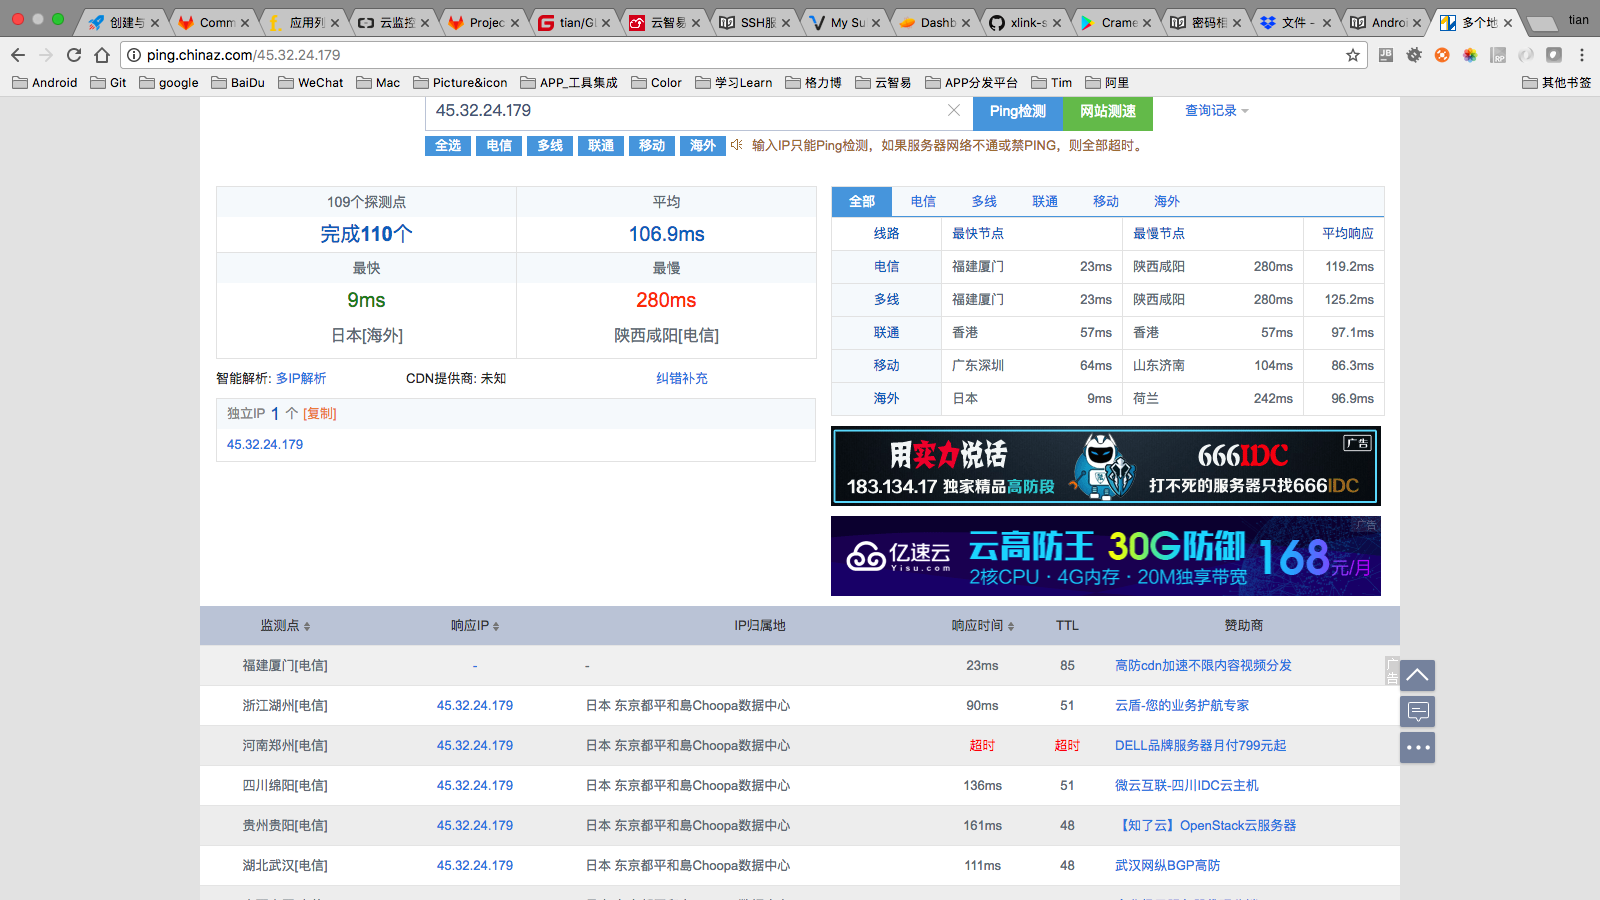 创建与
Comm
应用列
云监控
Projec
tian/Gl
云智易
SSH服
My Su
Dashb
xlink-s
Crame
密码相
文件 -
Androi
多个地
tian
ping.chinaz.com/45.32.24.179
Android
Git
google
BaiDu
WeChat
Mac
Picture&icon
APP_工具集成
Color
学习Learn
格力博
云智易
APP分发平台
Tim
阿里
其他书签
45.32.24.179
Ping检测
网站测速
查询记录
全选 电信 多线 联通 移动 海外 输入IP只能Ping检测，如果服务器网络不通或禁PING，则全部超时。
109个探测点 平均
完成110个 106.9ms
最快 最慢
9ms 280ms
日本[海外] 陕西咸阳[电信]
智能解析: 多IP解析 CDN提供商: 未知 纠错补充
独立IP 1 个 [复制]
45.32.24.179
全部 电信 多线 联通 移动 海外
线路 最快节点 最慢节点 平均响应
电信 福建厦门 23ms 陕西咸阳 280ms 119.2ms
多线 福建厦门 23ms 陕西咸阳 280ms 125.2ms
联通 香港 57ms 香港 57ms 97.1ms
移动 广东深圳 64ms 山东济南 104ms 86.3ms
海外 日本 9ms 荷兰 242ms 96.9ms
用实力说话
183.134.17 独家精品高防段
666IDC
打不死的服务器只找666IDC
广告
亿速云
Yisu.com
云高防王 30G防御
2核CPU · 4G内存 · 20M独享带宽
168元/月
广告
监测点 响应IP IP归属地 响应时间 TTL 赞助商
福建厦门[电信] - - 23ms 85 高防cdn加速不限内容视频分发
浙江湖州[电信] 45.32.24.179 日本 东京都平和島Choopa数据中心 90ms 51 云盾-您的业务护航专家
河南郑州[电信] 45.32.24.179 日本 东京都平和島Choopa数据中心 超时 超时 DELL品牌服务器月付799元起
四川绵阳[电信] 45.32.24.179 日本 东京都平和島Choopa数据中心 136ms 51 微云互联-四川IDC云主机
贵州贵阳[电信] 45.32.24.179 日本 东京都平和島Choopa数据中心 161ms 48 【知了云】OpenStack云服务器
湖北武汉[电信] 45.32.24.179 日本 东京都平和島Choopa数据中心 111ms 48 武汉网纵BGP高防
广告